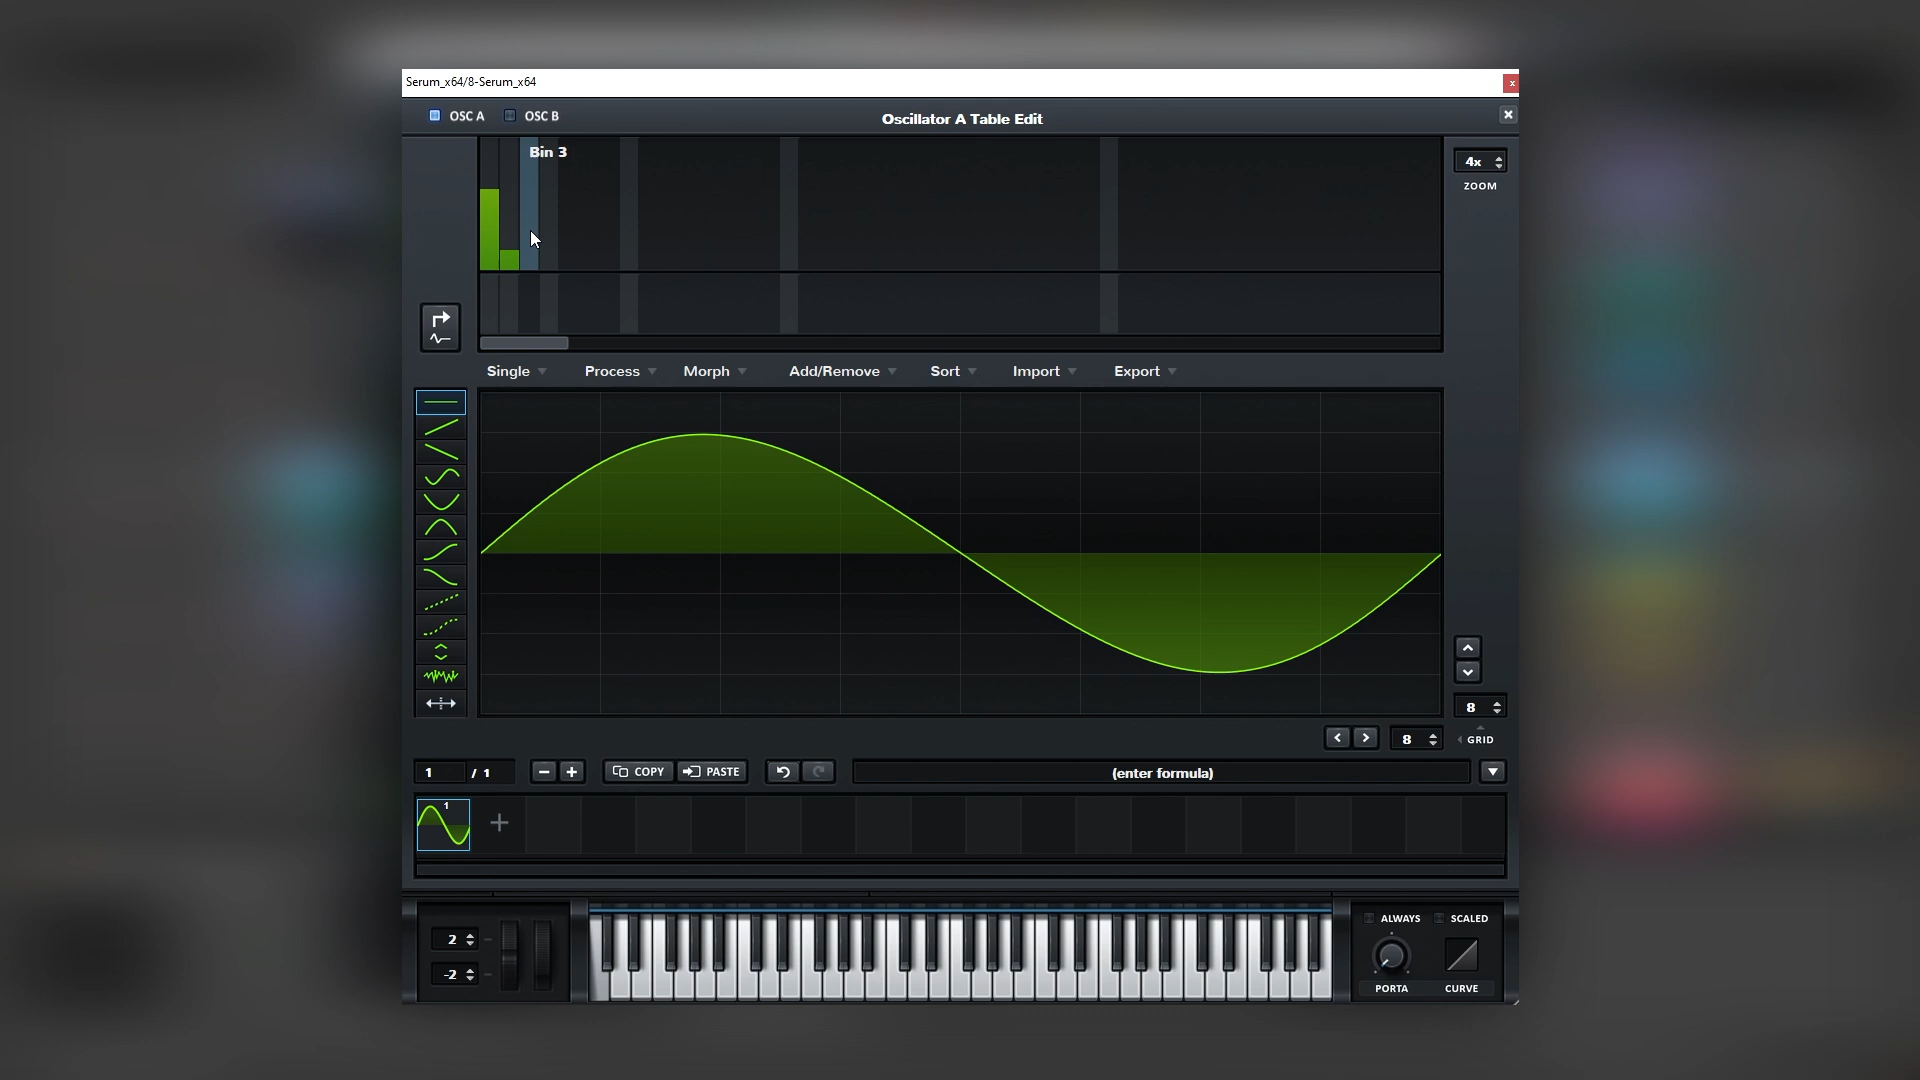 Serum_x64/8-Serum_x64
x
OSC A
OSC B
Oscillator A Table Edit
Bin 3
4x
ZOOM
Single
Process
Morph
Add/Remove
Sort
Import
Export
8
8
GRID
1 / 1
COPY
PASTE
(enter formula)
1
2
-2
ALWAYS
SCALED
PORTA
CURVE